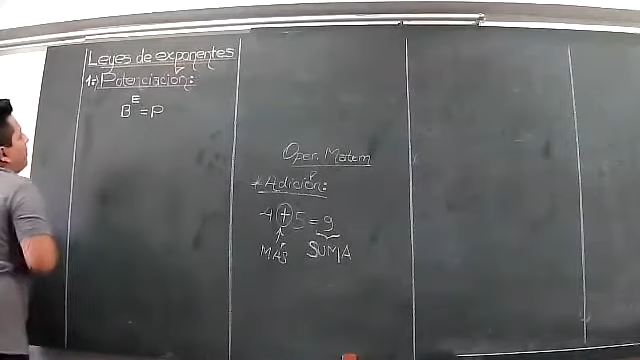 Leyes de exponentes
1=) Potenciación:
B^E = P
Oper. Matem
* Adición:
4 + 5 = 9
MÁS SUMA